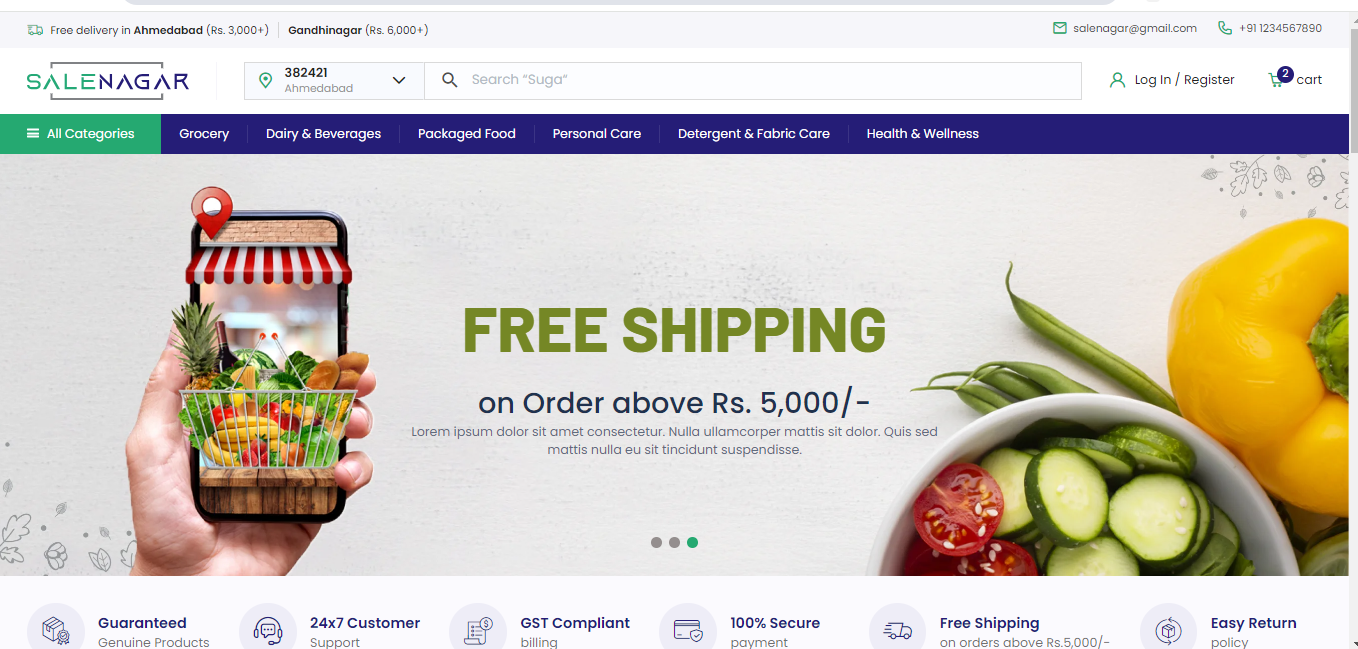 Free delivery in Ahmedabad (Rs. 3,000+) Gandhinagar (Rs. 6,000+) salenagar@gmail.com +91 1234567890
SALENAGAR
382421
Ahmedabad
Search “Suga”
Log In / Register
2
cart
All Categories Grocery Dairy & Beverages Packaged Food Personal Care Detergent & Fabric Care Health & Wellness
FREE SHIPPING
on Order above Rs. 5,000/-
Lorem ipsum dolor sit amet consectetur. Nulla ullamcorper mattis sit dolor. Quis sed
mattis nulla eu sit tincidunt suspendisse.
Guaranteed
Genuine Products
24x7 Customer
Support
GST Compliant
billing
100% Secure
payment
Free Shipping
on orders above Rs.5,000/-
Easy Return
policy